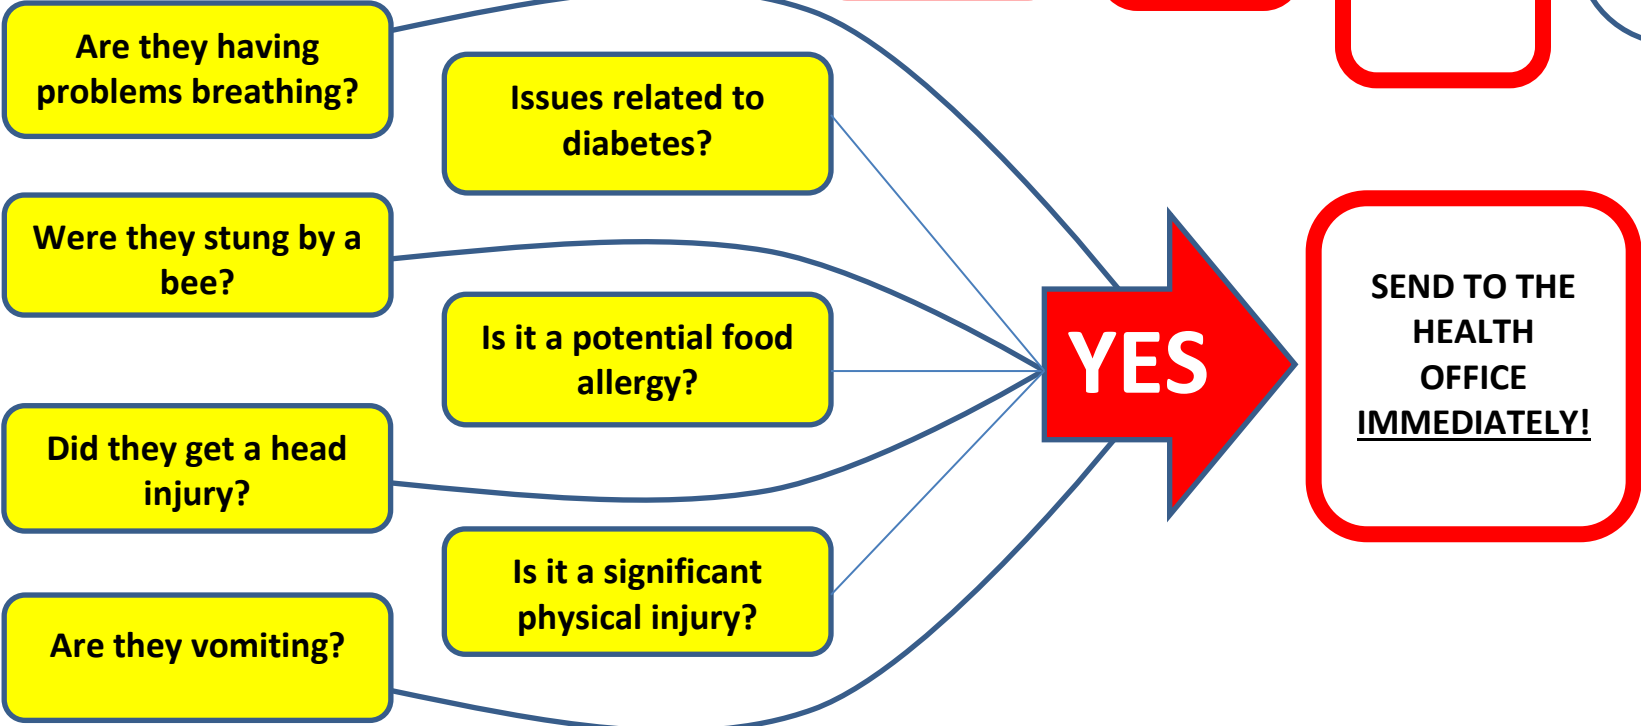 Are they having
problems breathing?
Issues related to
diabetes?
Were they stung by a
bee?
Is it a potential food
allergy?
Did they get a head
injury?
Is it a significant
physical injury?
Are they vomiting?
YES
SEND TO THE
HEALTH
OFFICE
IMMEDIATELY!